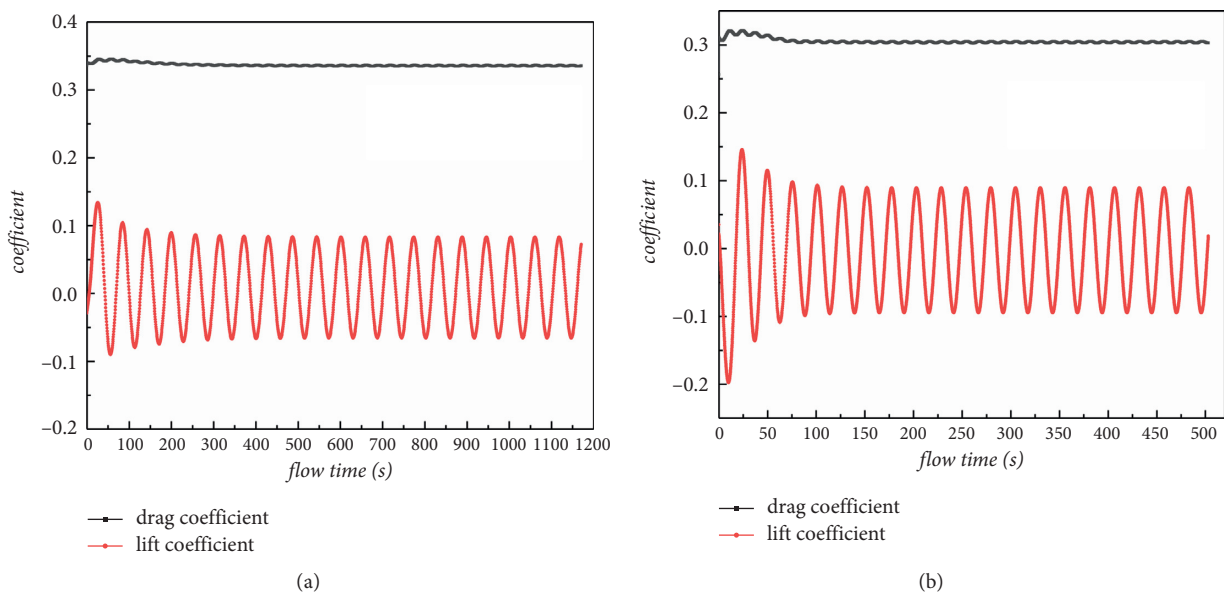 0.4
0.3
0.2
0.1
0.0
−0.1
−0.2
coefficient
0 100 200 300 400 500 600 700 800 900 1000 1100 1200
flow time (s)
drag coefficient
lift coefficient
(a)
0.3
0.2
0.1
0.0
−0.1
−0.2
coefficient
0 50 100 150 200 250 300 350 400 450 500
flow time (s)
drag coefficient
lift coefficient
(b)